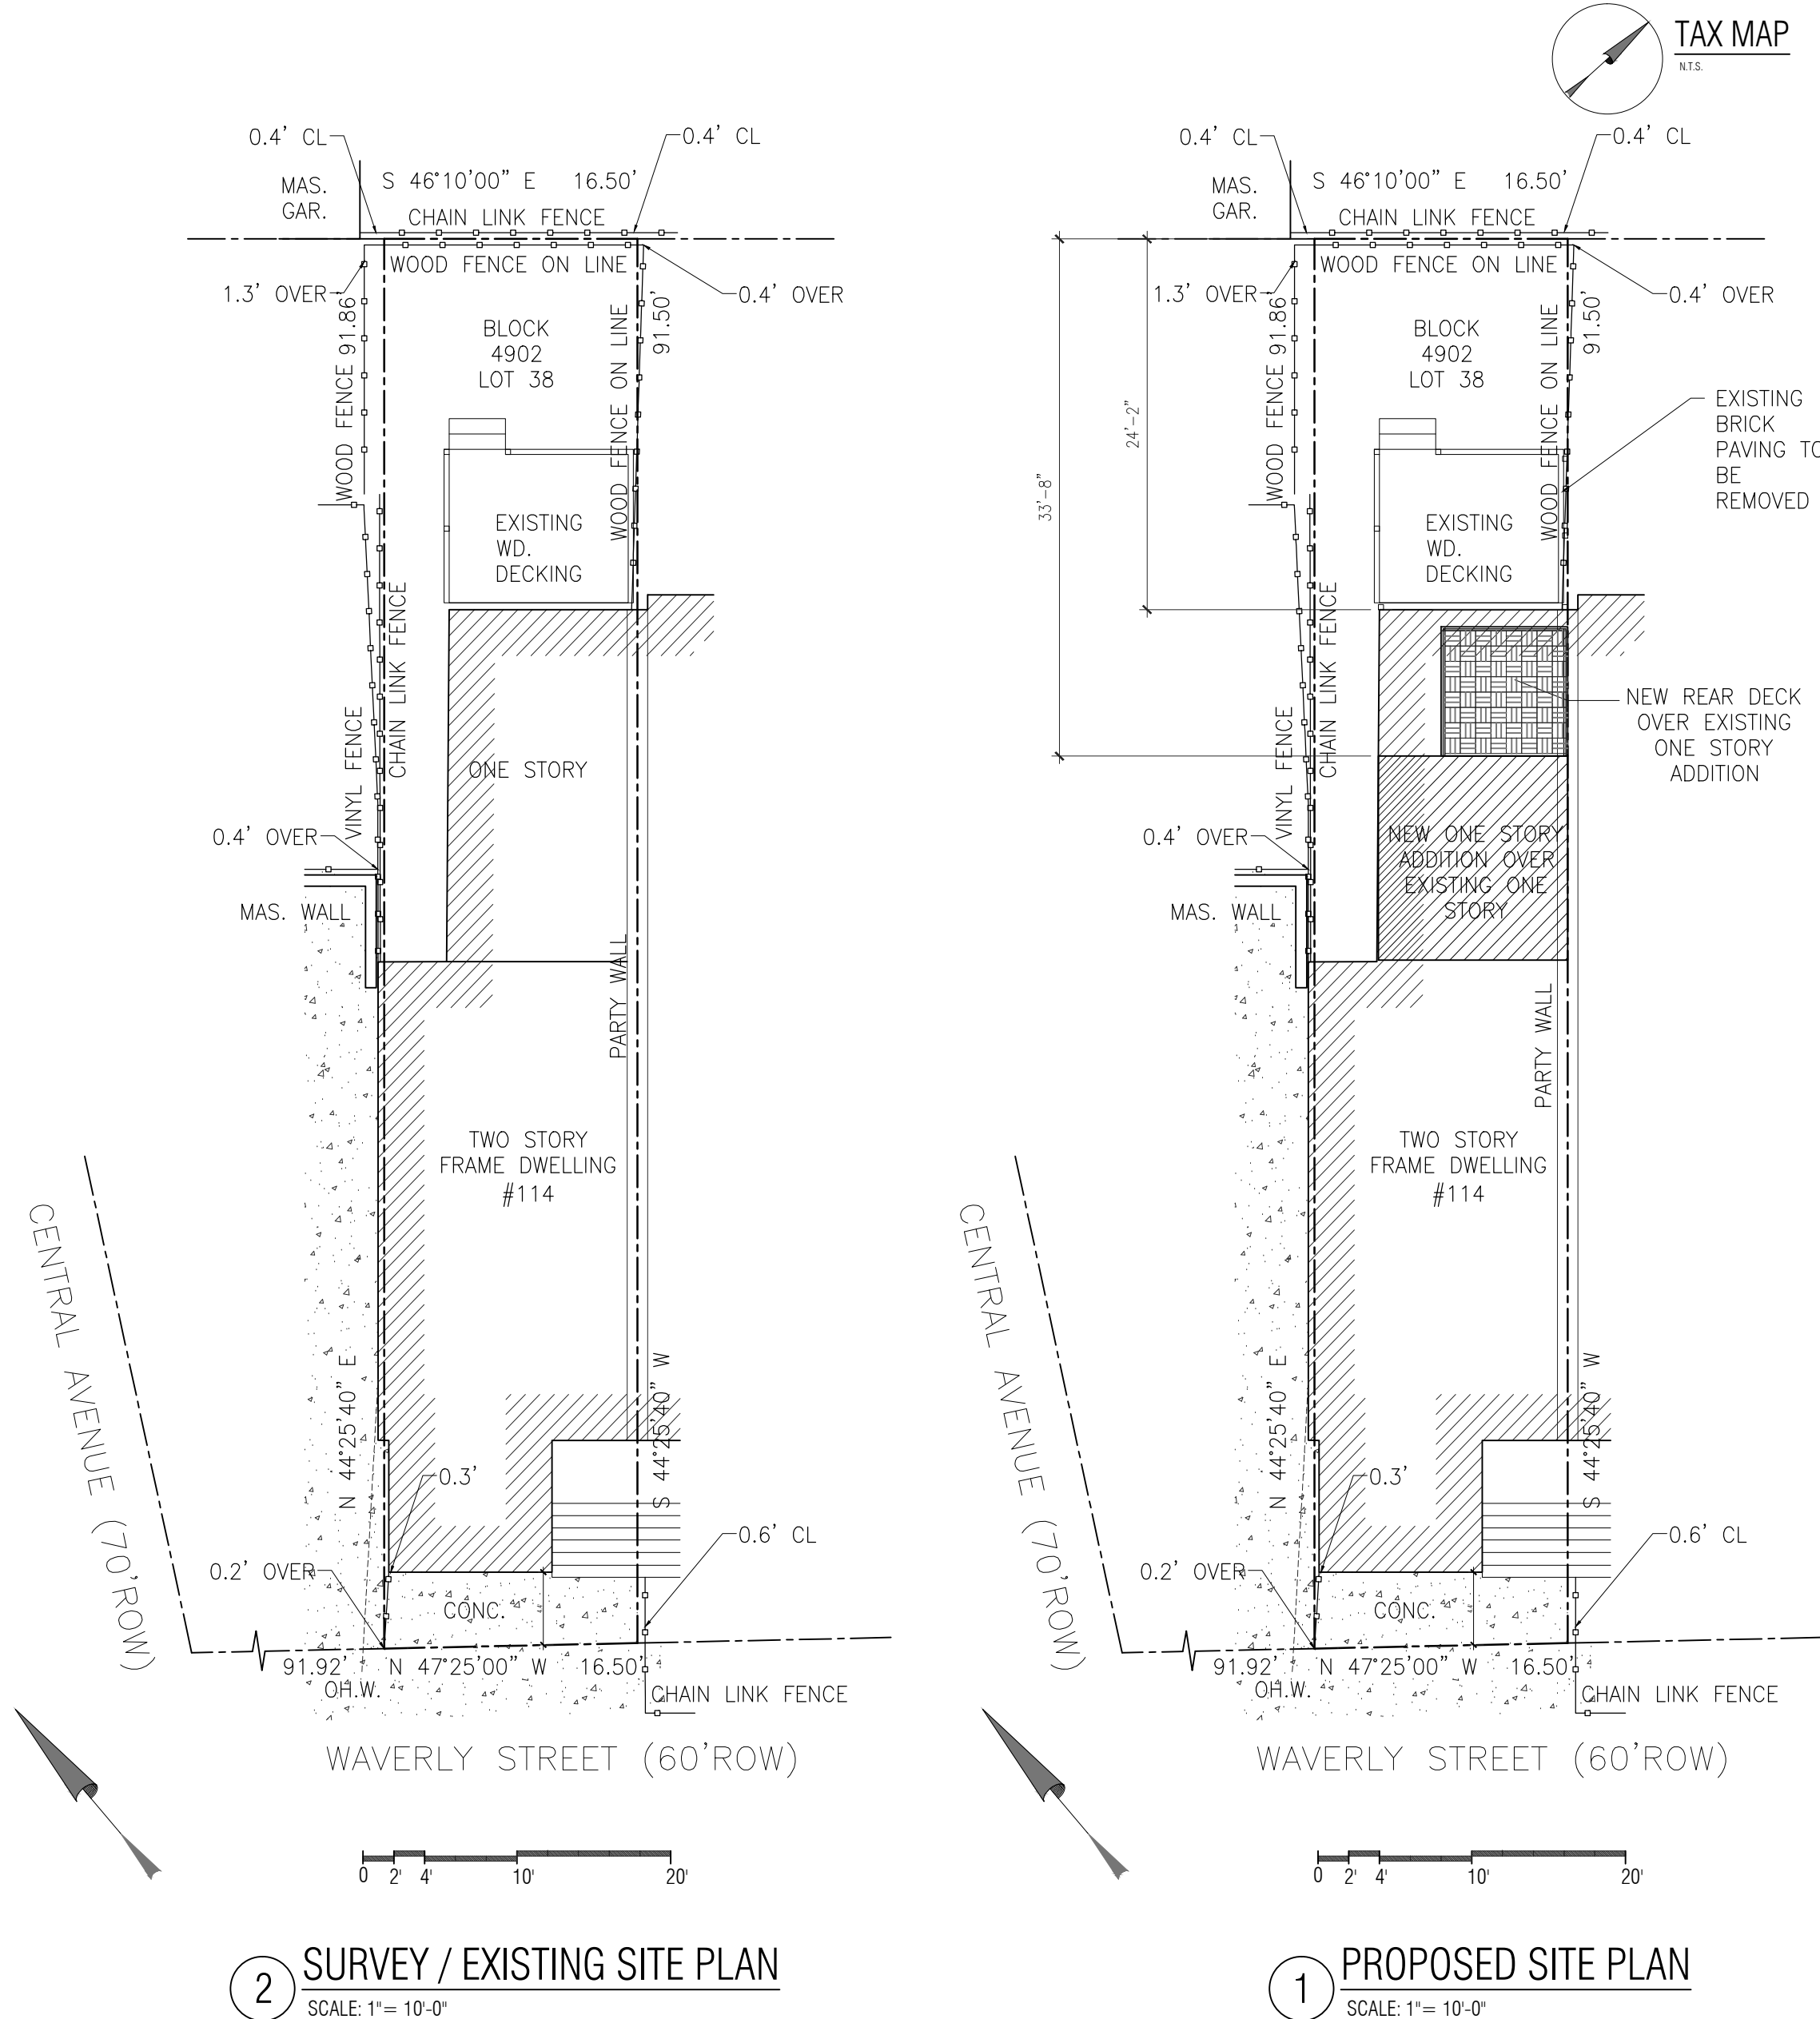 TAX MAP
N.T.S.
0.4' CL
0.4' CL
MAS.
GAR.
S 46°10'00" E 16.50'
CHAIN LINK FENCE
WOOD FENCE ON LINE
1.3' OVER
0.4' OVER
WOOD FENCE 91.86'
BLOCK
4902
LOT 38
WOOD FENCE ON LINE
91.50'
EXISTING
WD.
DECKING
CHAIN LINK FENCE
VINYL FENCE
ONE STORY
0.4' OVER
MAS. WALL
PARTY WALL
TWO STORY
FRAME DWELLING
#114
CENTRAL AVENUE (70'ROW)
N 44°25'40" E
S 44°25'40" W
0.3'
0.6' CL
0.2' OVER
CONC.
91.92'
N 47°25'00" W 16.50'
OH.W.
CHAIN LINK FENCE
WAVERLY STREET (60'ROW)
0 2' 4' 10' 20'
2
SURVEY / EXISTING SITE PLAN
SCALE: 1"= 10'-0"
0.4' CL
0.4' CL
MAS.
GAR.
S 46°10'00" E 16.50'
CHAIN LINK FENCE
WOOD FENCE ON LINE
1.3' OVER
0.4' OVER
WOOD FENCE 91.86'
BLOCK
4902
LOT 38
WOOD FENCE ON LINE
91.50'
24'-2"
33'-8"
EXISTING
BRICK
PAVING TO
BE
REMOVED
EXISTING
WD.
DECKING
CHAIN LINK FENCE
VINYL FENCE
NEW REAR DECK
OVER EXISTING
ONE STORY
ADDITION
NEW ONE STORY
ADDITION OVER
EXISTING ONE
STORY
0.4' OVER
MAS. WALL
PARTY WALL
TWO STORY
FRAME DWELLING
#114
CENTRAL AVENUE (70'ROW)
N 44°25'40" E
S 44°25'40" W
0.3'
0.6' CL
0.2' OVER
CONC.
91.92'
N 47°25'00" W 16.50'
OH.W.
CHAIN LINK FENCE
WAVERLY STREET (60'ROW)
0 2' 4' 10' 20'
1
PROPOSED SITE PLAN
SCALE: 1"= 10'-0"